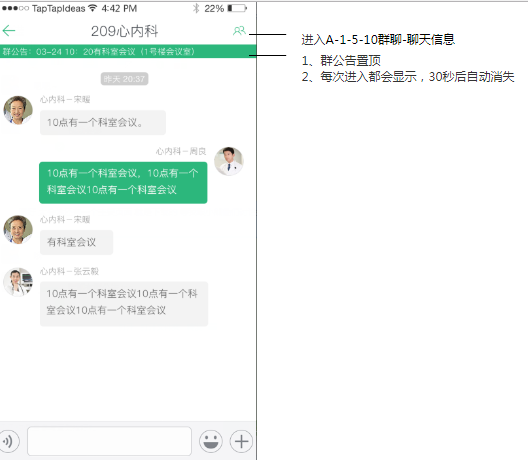 TapTapIdeas 4:42 PM 22%
209心内科
群公告：03-24 10：20有科室会议（1号楼会议室）
昨天 20:37
心内科－宋暖
10点有一个科室会议。
心内科－周良
10点有一个科室会议，10点有一个
科室会议10点有一个科室会议
心内科－宋暖
有科室会议
心内科－张云毅
10点有一个科室会议10点有一个科
室会议10点有一个科室会议
进入A-1-5-10群聊-聊天信息
1、群公告置顶
2、每次进入都会显示，30秒后自动消失